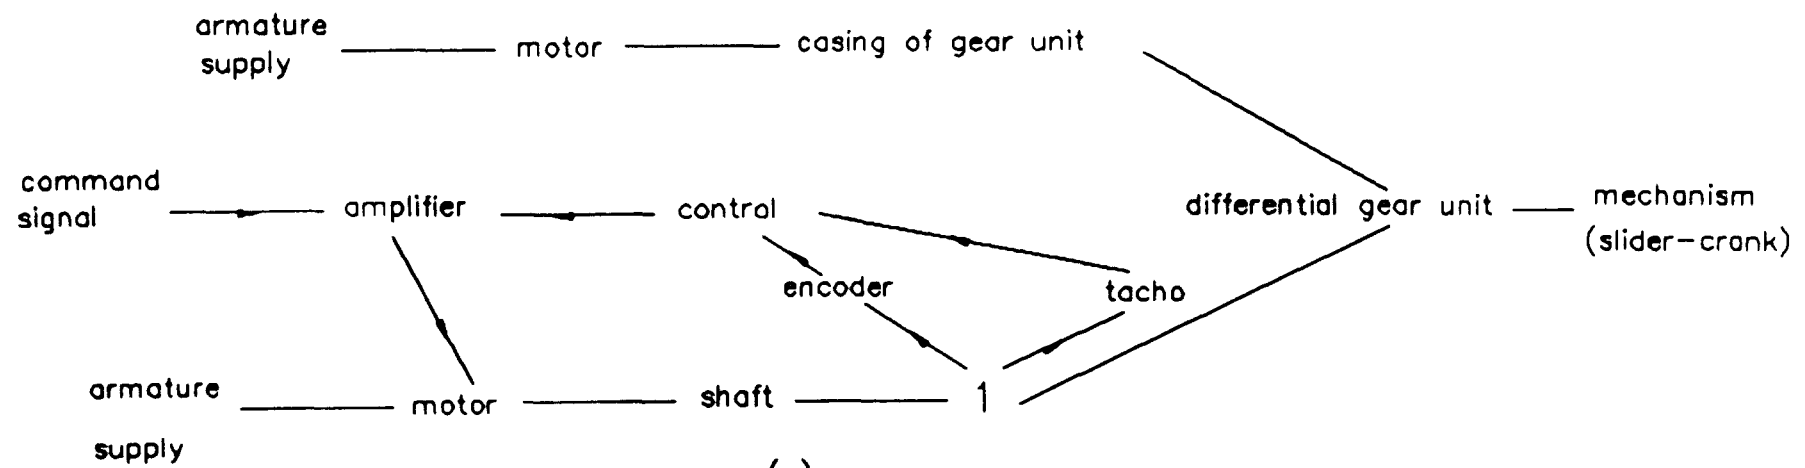 armature
supply
motor
casing of gear unit
command
signal
amplifier
control
differential gear unit
mechanism
(slider-crank)
encoder
tacho
armature
supply
motor
shaft
1